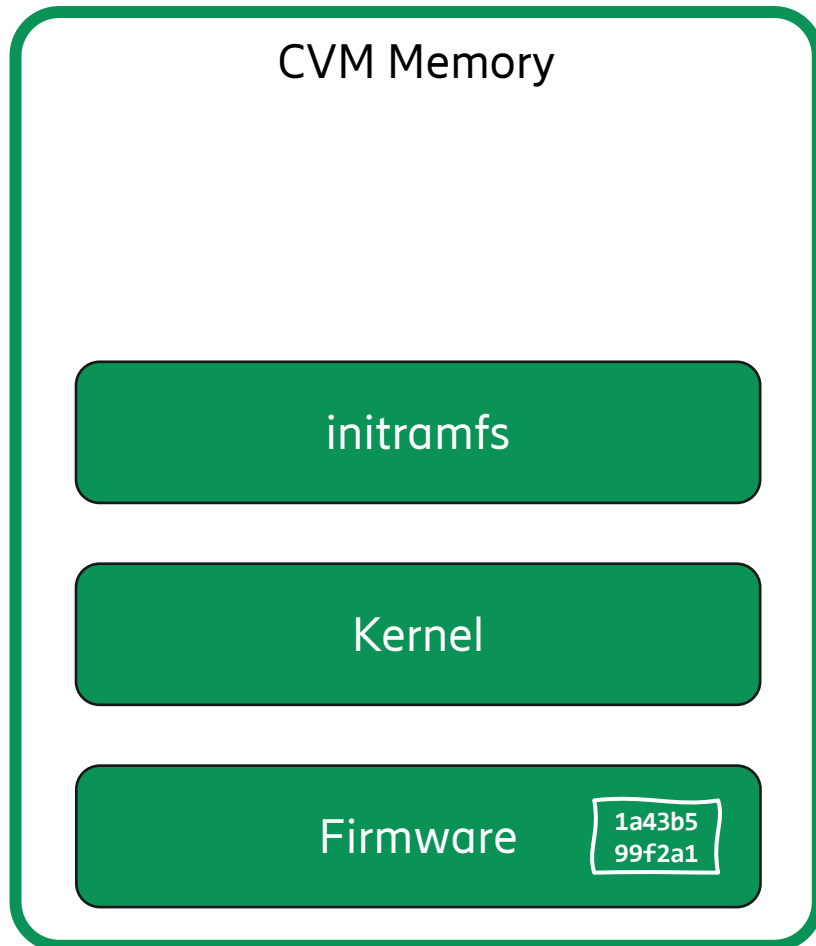 CVM Memory
initramfs
Kernel
Firmware
1a43b5
99f2a1